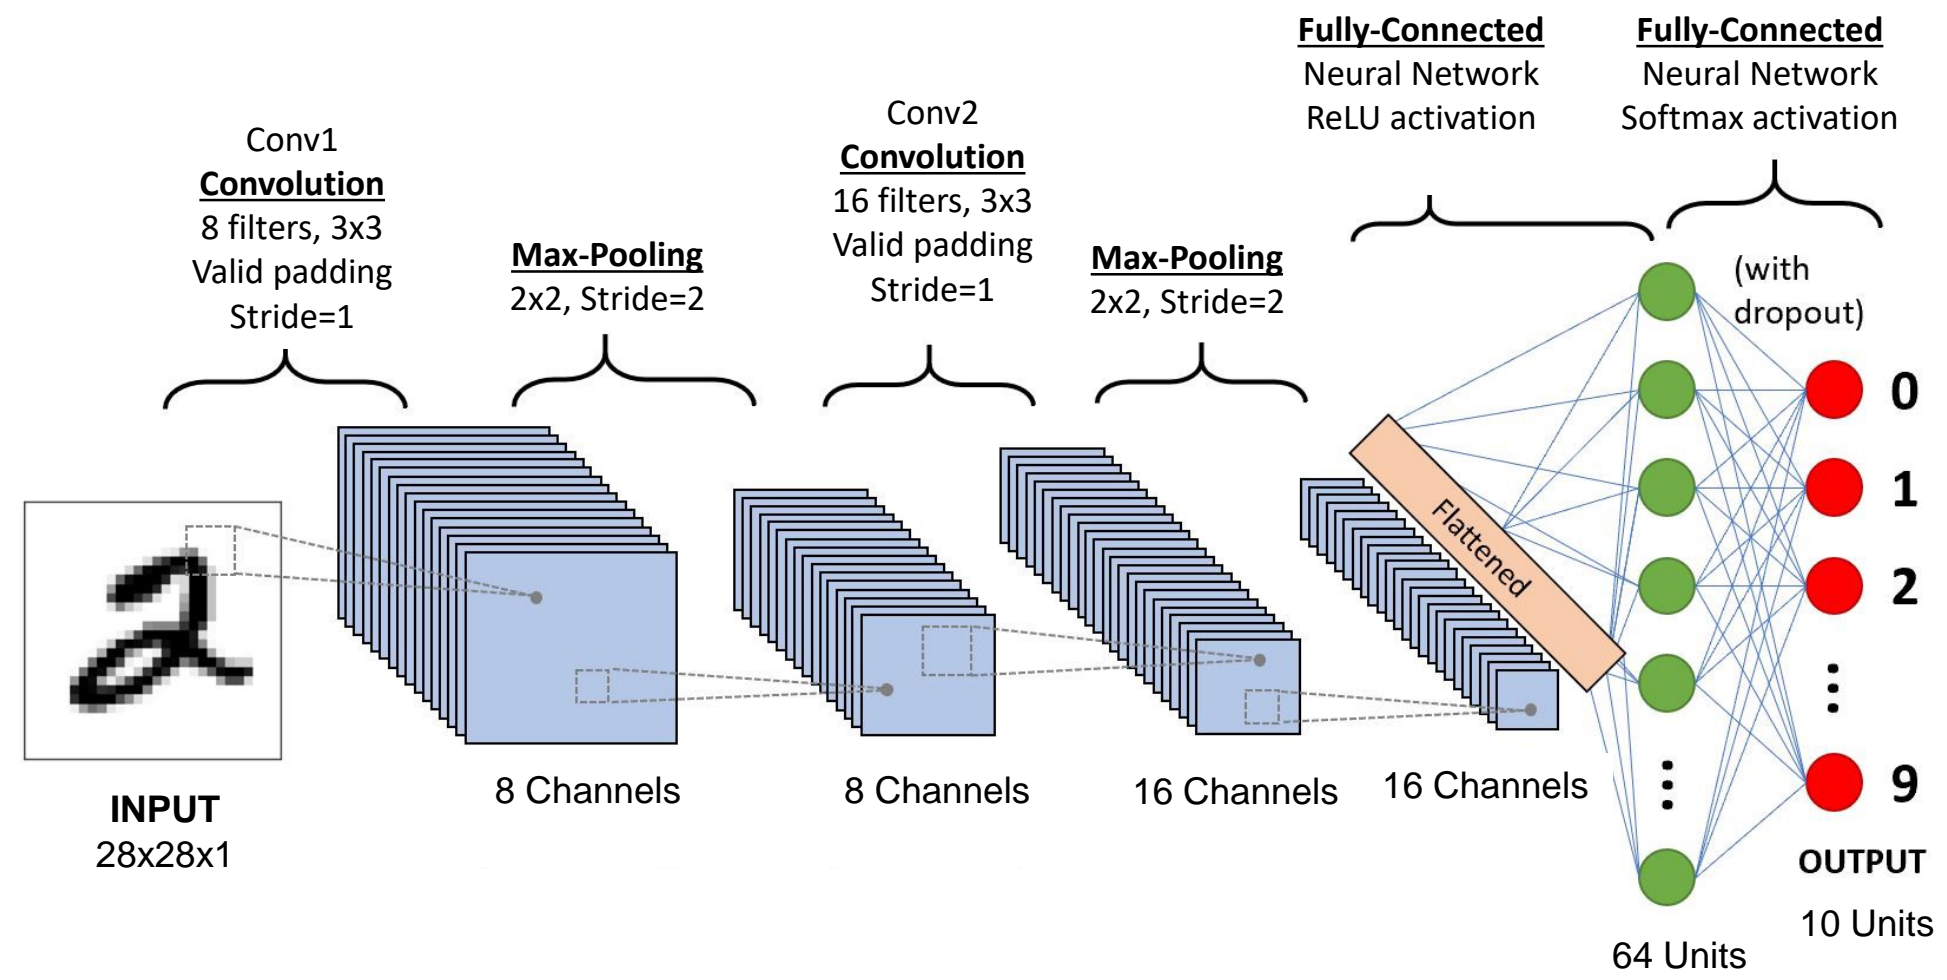 Conv1
Convolution
8 filters, 3x3
Valid padding
Stride=1
Max-Pooling
2x2, Stride=2
Conv2
Convolution
16 filters, 3x3
Valid padding
Stride=1
Max-Pooling
2x2, Stride=2
Fully-Connected
Neural Network
ReLU activation
Fully-Connected
Neural Network
Softmax activation
(with
dropout)
2
INPUT
28x28x1
8 Channels
8 Channels
16 Channels
16 Channels
Flattened
0
1
2
9
OUTPUT
10 Units
64 Units